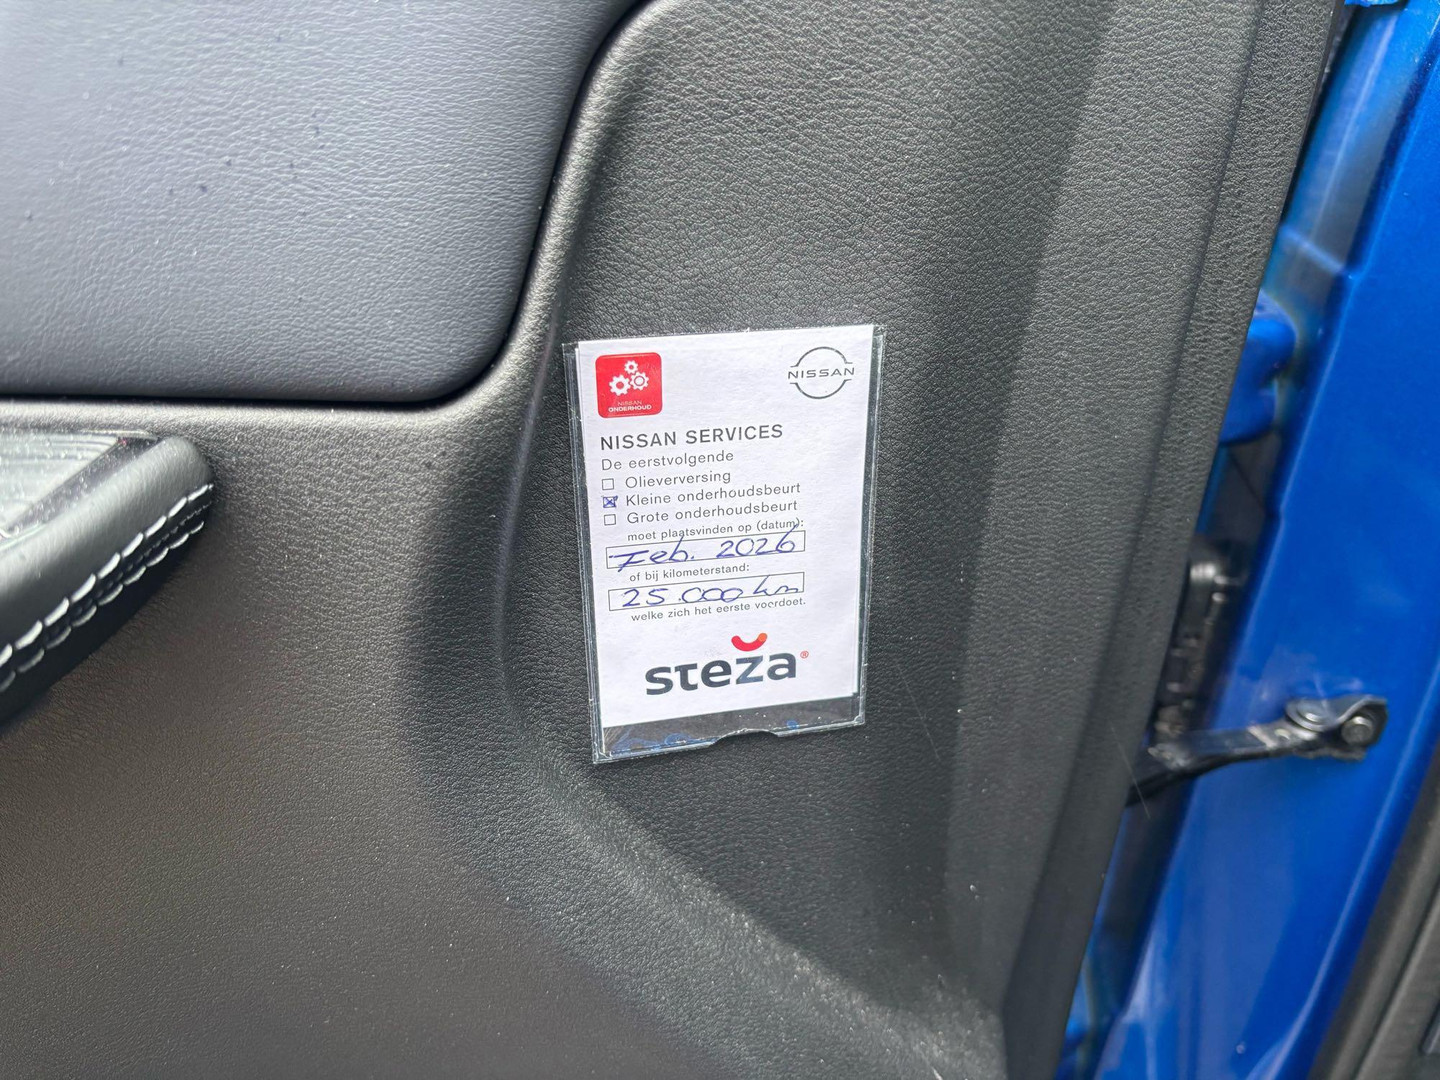 NISSAN
ONDERHOUD
NISSAN
NISSAN SERVICES
De eerstvolgende
Olieverversing
Kleine onderhoudsbeurt
Grote onderhoudsbeurt
moet plaatsvinden op (datum):
Feb. 2026
of bij kilometerstand:
25.000 km
welke zich het eerste voordoet.
steža®